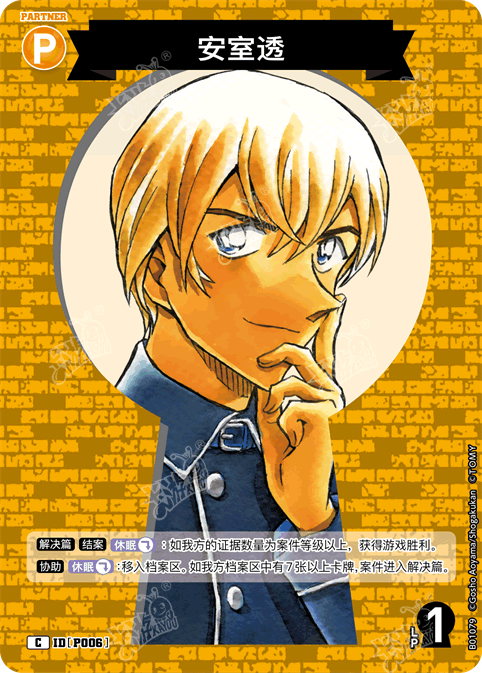 PARTNER
P
安室透
解决篇 结案 休眠 :如我方的证据数量为案件等级以上，获得游戏胜利。
协助 休眠 :移入档案区。如我方档案区中有7张以上卡牌,案件进入解决篇。
C ID[P006]
LP 1
B01079 ©Gosho Aoyama/Shogakukan ©TOMY